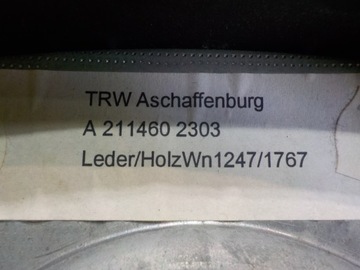 TRW Aschaffenburg
A 211460 2303
Leder/HolzWn1247/1767